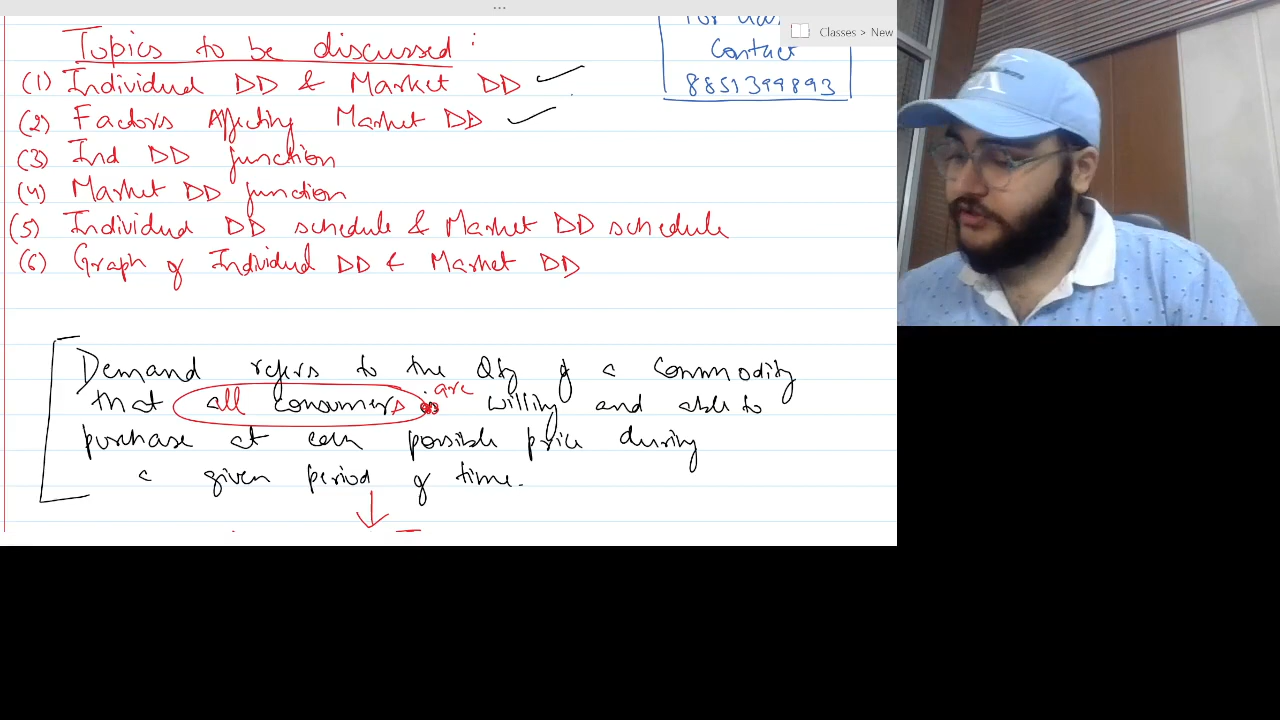 Topics to be discussed :
(1) Individual DD & Market DD
(2) Factors Affecting Market DD
(3) Ind DD function
(4) Market DD function
(5) Individual DD schedule & Market DD schedule
(6) Graph of Individual DD & Market DD
Contact
8851399893
Classes > New
Demand refers to the Qty of a commodity
that all consumers are willing and able to
purchase at each possible price during
a given period of time.